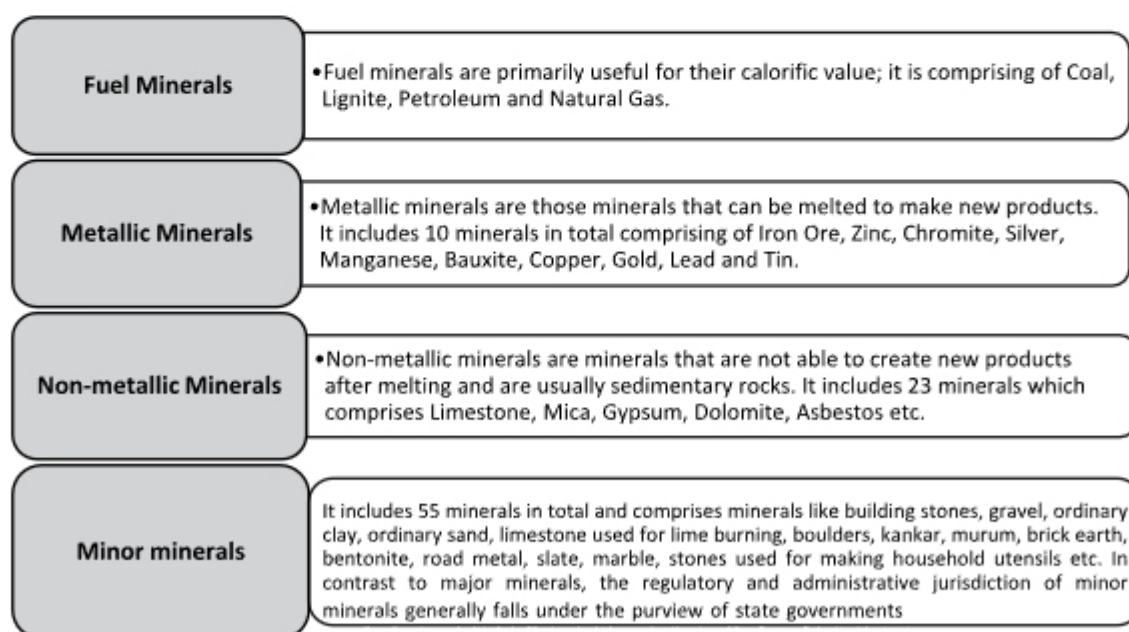 Fuel Minerals
•Fuel minerals are primarily useful for their calorific value; it is comprising of Coal,
Lignite, Petroleum and Natural Gas.
Metallic Minerals
•Metallic minerals are those minerals that can be melted to make new products.
It includes 10 minerals in total comprising of Iron Ore, Zinc, Chromite, Silver,
Manganese, Bauxite, Copper, Gold, Lead and Tin.
Non-metallic Minerals
•Non-metallic minerals are minerals that are not able to create new products
after melting and are usually sedimentary rocks. It includes 23 minerals which
comprises Limestone, Mica, Gypsum, Dolomite, Asbestos etc.
Minor minerals
It includes 55 minerals in total and comprises minerals like building stones, gravel, ordinary
clay, ordinary sand, limestone used for lime burning, boulders, kankar, murum, brick earth,
bentonite, road metal, slate, marble, stones used for making household utensils etc. In
contrast to major minerals, the regulatory and administrative jurisdiction of minor
minerals generally falls under the purview of state governments